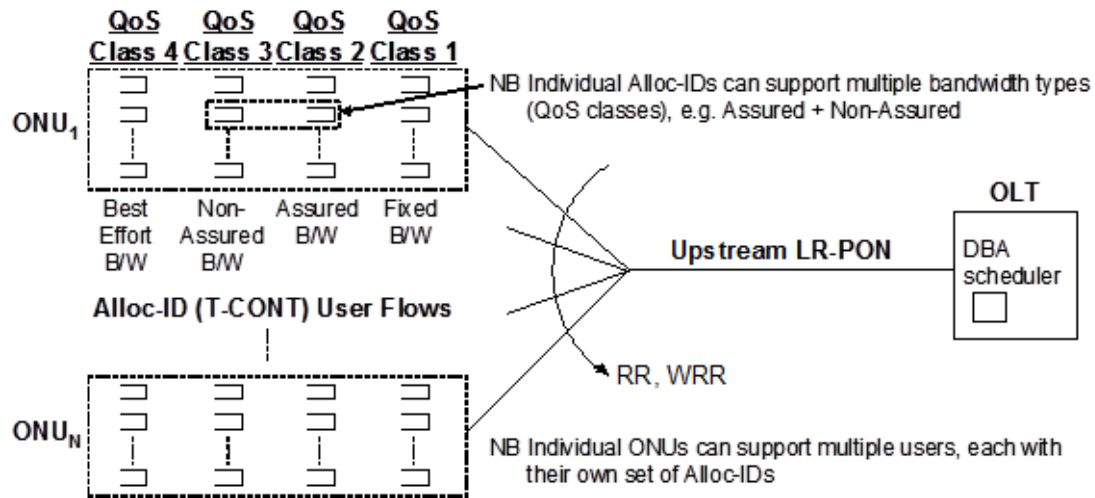 QoS QoS QoS QoS
Class 4 Class 3 Class 2 Class 1
NB Individual Alloc-IDs can support multiple bandwidth types
(QoS classes), e.g. Assured + Non-Assured
ONU1
Best Non- Assured Fixed
Effort Assured B/W B/W
B/W B/W
OLT
Upstream LR-PON
DBA
scheduler
Alloc-ID (T-CONT) User Flows
RR, WRR
ONUN
NB Individual ONUs can support multiple users, each with
their own set of Alloc-IDs